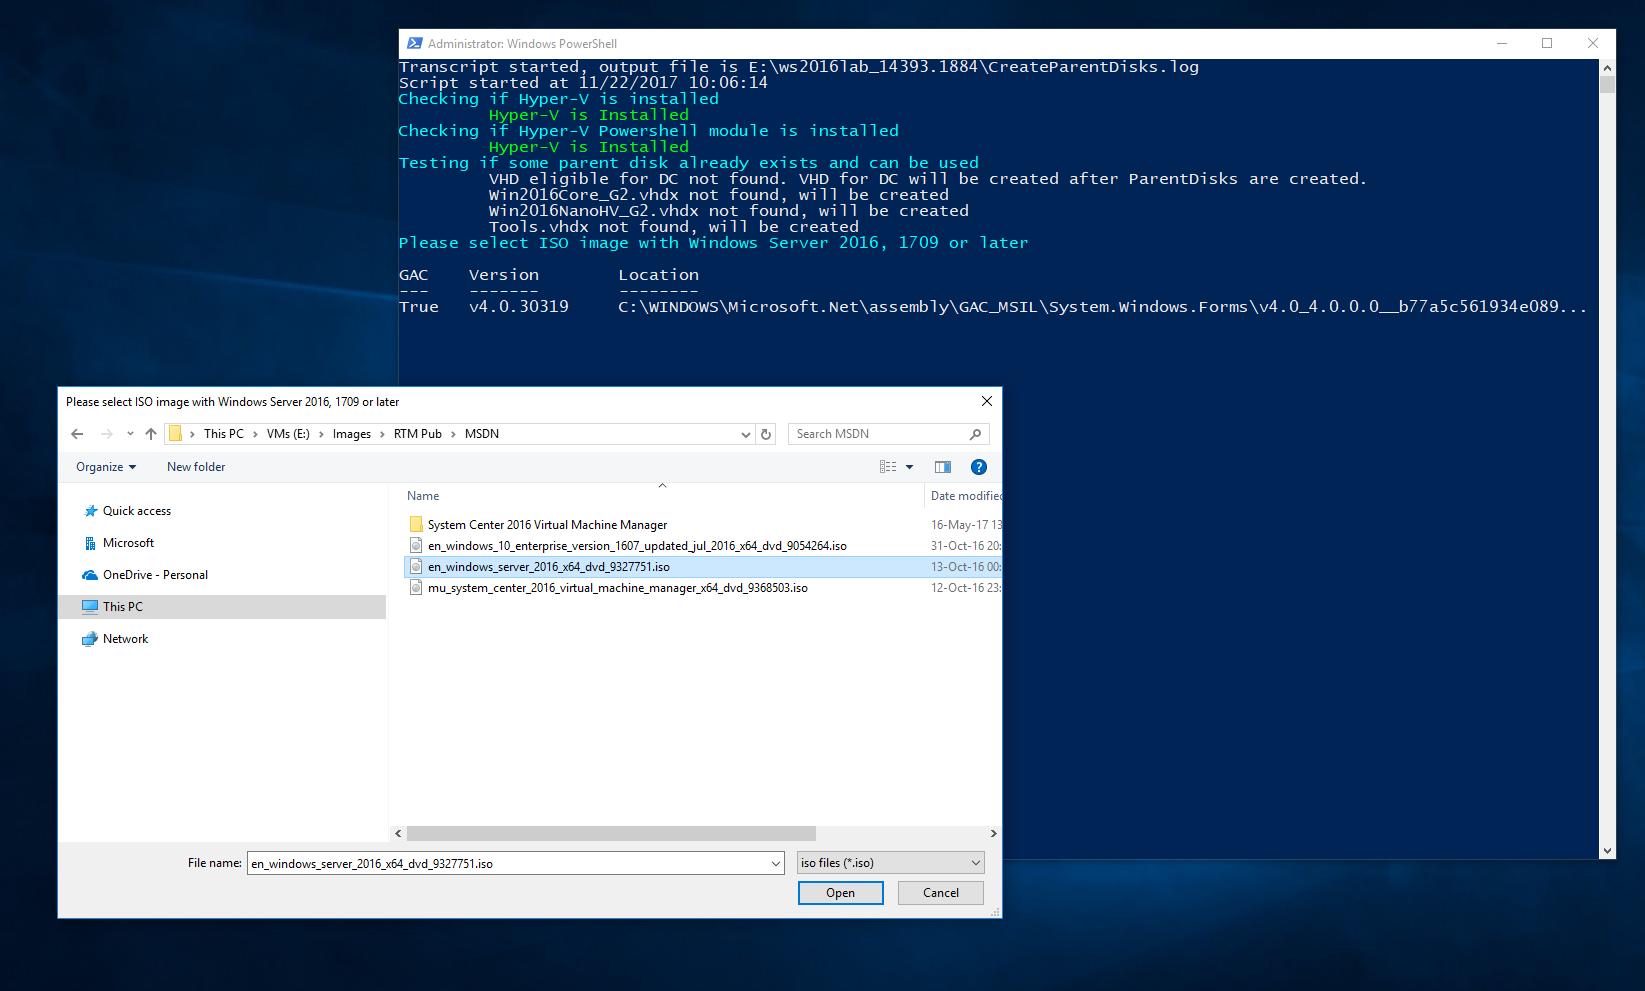 Administrator: Windows PowerShell
Transcript started, output file is E:\ws2016lab_14393.1884\CreateParentDisks.log
Script started at 11/22/2017 10:06:14
Checking if Hyper-V is installed
Hyper-V is Installed
Checking if Hyper-V Powershell module is installed
Hyper-V is Installed
Testing if some parent disk already exists and can be used
VHD eligible for DC not found. VHD for DC will be created after ParentDisks are created.
Win2016Core_G2.vhdx not found, will be created
Win2016NanoHV_G2.vhdx not found, will be created
Tools.vhdx not found, will be created
Please select ISO image with Windows Server 2016, 1709 or later
GAC Version Location
--- ------- --------
True v4.0.30319 C:\WINDOWS\Microsoft.Net\assembly\GAC_MSIL\System.Windows.Forms\v4.0_4.0.0.0__b77a5c561934e089...
Please select ISO image with Windows Server 2016, 1709 or later
This PC > VMs (E:) > Images > RTM Pub > MSDN
Search MSDN
Organize New folder
Name Date modified
Quick access
Microsoft
OneDrive - Personal
This PC
Network
System Center 2016 Virtual Machine Manager 16-May-17 13
en_windows_10_enterprise_version_1607_updated_jul_2016_x64_dvd_9054264.iso 31-Oct-16 20:
en_windows_server_2016_x64_dvd_9327751.iso 13-Oct-16 00:
mu_system_center_2016_virtual_machine_manager_x64_dvd_9368503.iso 12-Oct-16 23:
File name: en_windows_server_2016_x64_dvd_9327751.iso iso files (*.iso)
Open Cancel